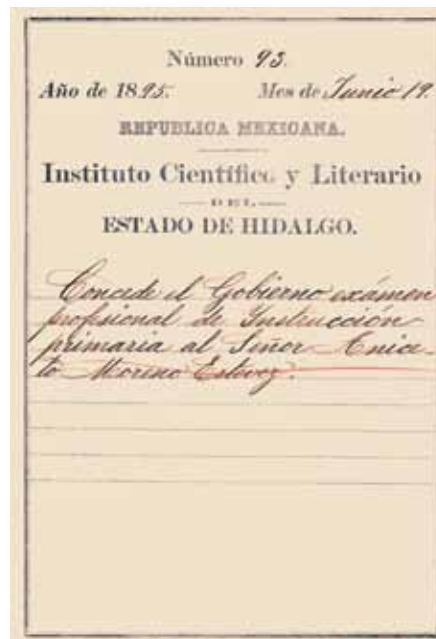 Número 93.
Año de 1895. Mes de Junio 19.
REPUBLICA MEXICANA.
Instituto Científico y Literario
DEL
ESTADO DE HIDALGO.
Concede el Gobierno exámen
profesional de Instrucción
primaria al Señor Anice-
to Moreno Estevez.